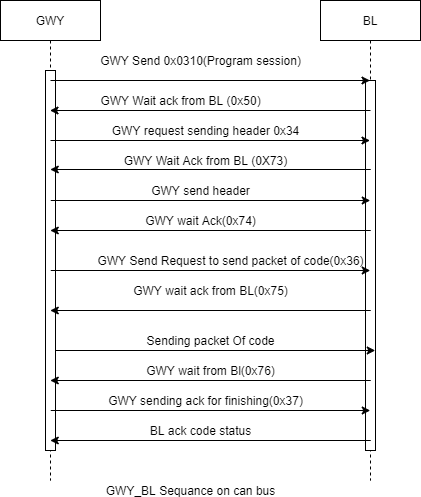 GWY
BL
GWY Send 0x0310(Program session)
GWY Wait ack from BL (0x50)
GWY request sending header 0x34
GWY Wait Ack from BL (0X73)
GWY send header
GWY wait Ack(0x74)
GWY Send Request to send packet of code(0x36)
GWY wait ack from BL(0x75)
Sending packet Of code
GWY wait from Bl(0x76)
GWY sending ack for finishing(0x37)
BL ack code status
GWY_BL Sequance on can bus